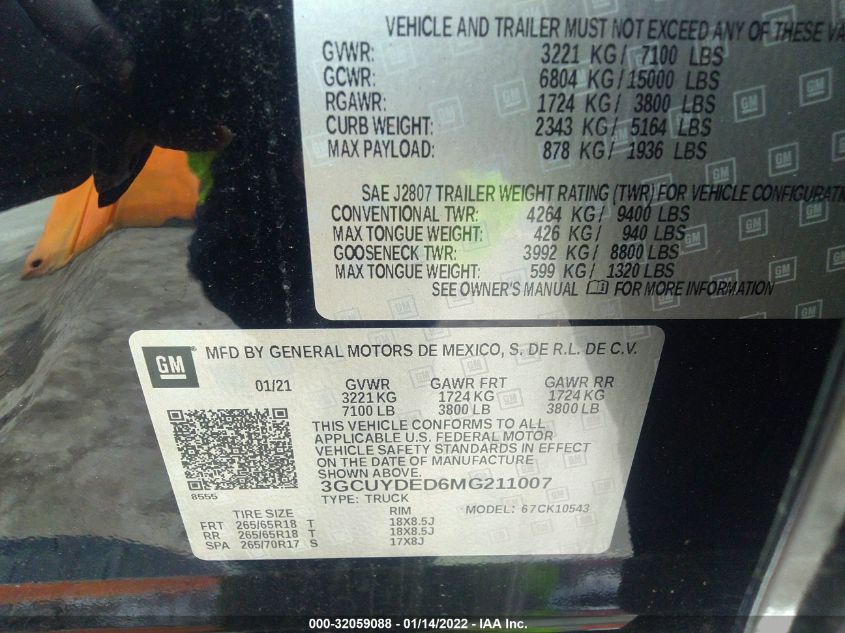 VEHICLE AND TRAILER MUST NOT EXCEED ANY OF THESE
GVWR: 3221 KG / 7100 LBS
GCWR: 6804 KG / 15000 LBS
RGAWR: 1724 KG / 3800 LBS
CURB WEIGHT: 2343 KG / 5164 LBS
MAX PAYLOAD: 878 KG / 1936 LBS
SAE J2807 TRAILER WEIGHT RATING (TWR) FOR VEHICLE
CONVENTIONAL TWR: 4264 KG / 9400 LBS
MAX TONGUE WEIGHT: 426 KG / 940 LBS
GOOSENECK TWR: 3992 KG / 8800 LBS
MAX TONGUE WEIGHT: 599 KG / 1320 LBS
SEE OWNER'S MANUAL FOR MORE INFORMATION
GM MFD BY GENERAL MOTORS DE MEXICO, S. DE R.L. DE C.V.
01/21 GVWR GAWR FRT GAWR RR
3221 KG 1724 KG 1724 KG
7100 LB 3800 LB 3800 LB
THIS VEHICLE CONFORMS TO ALL
APPLICABLE U.S. FEDERAL MOTOR
VEHICLE SAFETY STANDARDS IN EFFECT
ON THE DATE OF MANUFACTURE
SHOWN ABOVE.
3GCUYDED6MG211007
8555
TYPE: TRUCK
MODEL: 67CK10543
TIRE SIZE RIM
FRT 265/65R18 T 18X8.5J
RR 265/65R18 T 18X8.5J
SPA 265/70R17 S 17X8J
000-32059088 - 01/14/2022 - IAA Inc.